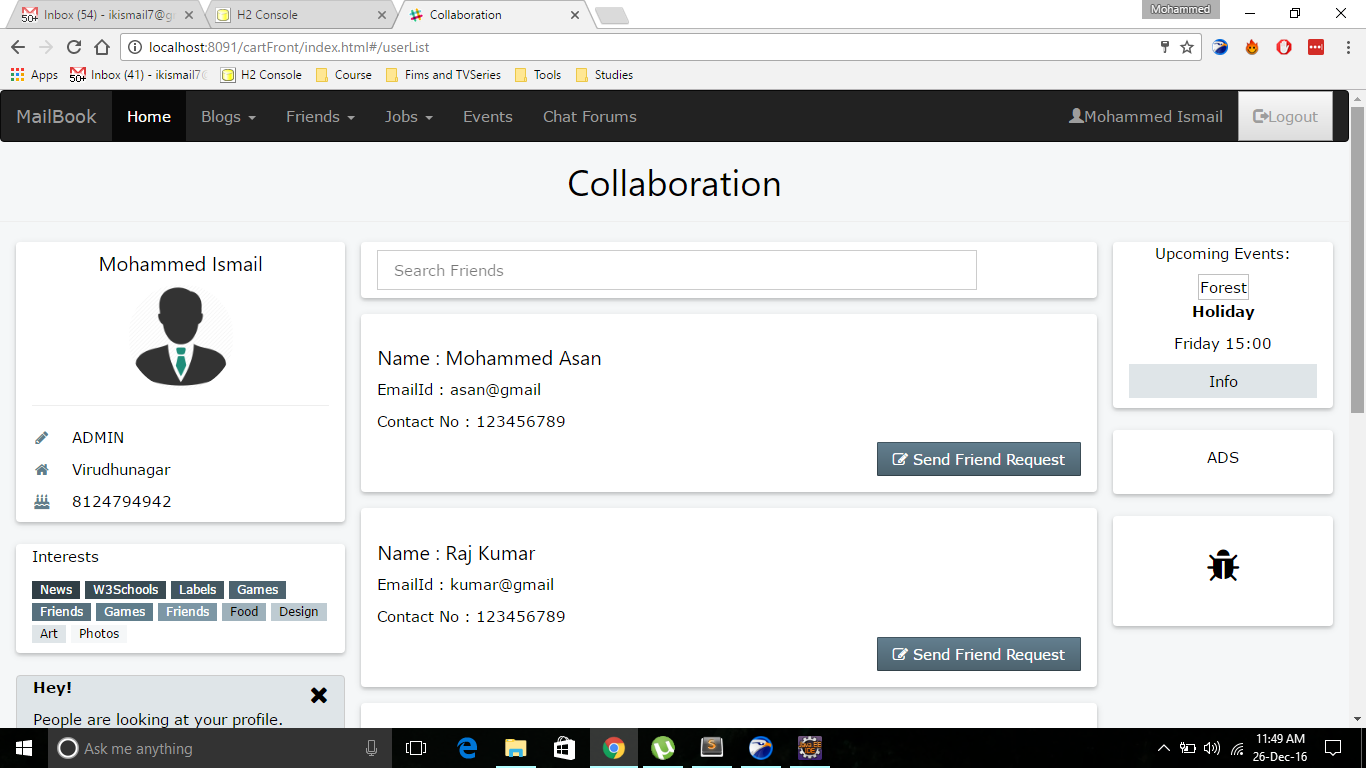 Inbox (54) - ikismail7@g
H2 Console
Collaboration
Mohammed
localhost:8091/cartFront/index.html#/userList
Apps
Inbox (41) - ikismail7@
H2 Console
Course
Fims and TVSeries
Tools
Studies
MailBook
Home
Blogs
Friends
Jobs
Events
Chat Forums
Mohammed Ismail
Logout
Collaboration
Mohammed Ismail
ADMIN
Virudhunagar
8124794942
Interests
News W3Schools Labels Games
Friends Games Friends Food Design
Art Photos
Hey!
People are looking at your profile.
Search Friends
Name : Mohammed Asan
EmailId : asan@gmail
Contact No : 123456789
Send Friend Request
Name : Raj Kumar
EmailId : kumar@gmail
Contact No : 123456789
Send Friend Request
Upcoming Events:
Forest
Holiday
Friday 15:00
Info
ADS
Ask me anything
11:49 AM
26-Dec-16